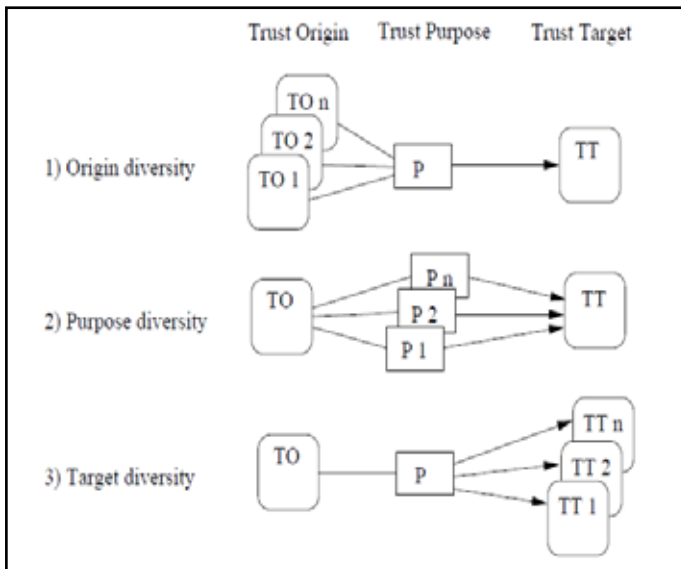 Trust Origin Trust Purpose Trust Target
TO n
TO 2
TO 1
1) Origin diversity
P
TT
P n
TO
TT
P 2
2) Purpose diversity
P 1
TT n
TO
TT 2
P
3) Target diversity
TT 1